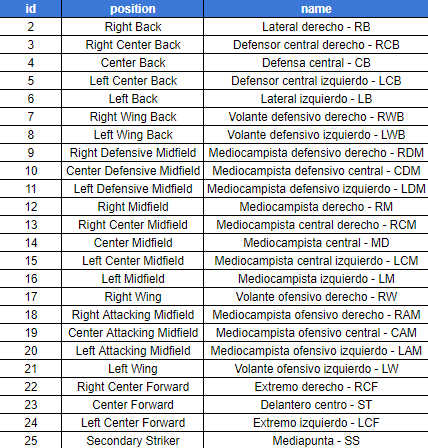 id position name
2 Right Back Lateral derecho - RB
3 Right Center Back Defensor central derecho - RCB
4 Center Back Defensa central - CB
5 Left Center Back Defensor central izquierdo - LCB
6 Left Back Lateral izquierdo - LB
7 Right Wing Back Volante defensivo derecho - RWB
8 Left Wing Back Volante defensivo izquierdo - LWB
9 Right Defensive Midfield Mediocampista defensivo derecho - RDM
10 Center Defensive Midfield Mediocampista defensivo central - CDM
11 Left Defensive Midfield Mediocampista defensivo izquierdo - LDM
12 Right Midfield Mediocampista derecho - RM
13 Right Center Midfield Mediocampista central derecho - RCM
14 Center Midfield Mediocampista central - MD
15 Left Center Midfield Mediocampista central izquierdo - LCM
16 Left Midfield Mediocampista izquierdo - LM
17 Right Wing Volante ofensivo derecho - RW
18 Right Attacking Midfield Mediocampista ofensivo derecho - RAM
19 Center Attacking Midfield Mediocampista ofensivo central - CAM
20 Left Attacking Midfield Mediocampista ofensivo izquierdo - LAM
21 Left Wing Volante ofensivo izquierdo - LW
22 Right Center Forward Extremo derecho - RCF
23 Center Forward Delantero centro - ST
24 Left Center Forward Extremo izquierdo - LCF
25 Secondary Striker Mediapunta - SS